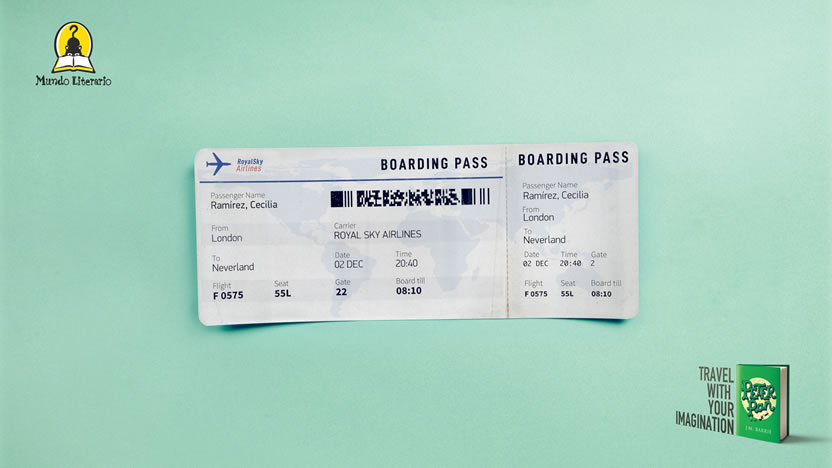 Mundo Literario
RoyalSky
Airlines
BOARDING PASS
Passenger Name
Ramirez, Cecilia
From
London
Carrier
ROYAL SKY AIRLINES
To
Neverland
Date
02 DEC
Time
20:40
Flight
F 0575
Seat
55L
Gate
22
Board till
08:10
BOARDING PASS
Passenger Name
Ramirez, Cecilia
From
London
To
Neverland
Date Time Gate
02 DEC 20:40 2
Flight Seat Board till
F 0575 55L 08:10
TRAVEL
WITH
YOUR
IMAGINATION
PETER
Pan
J.M. BARRIE